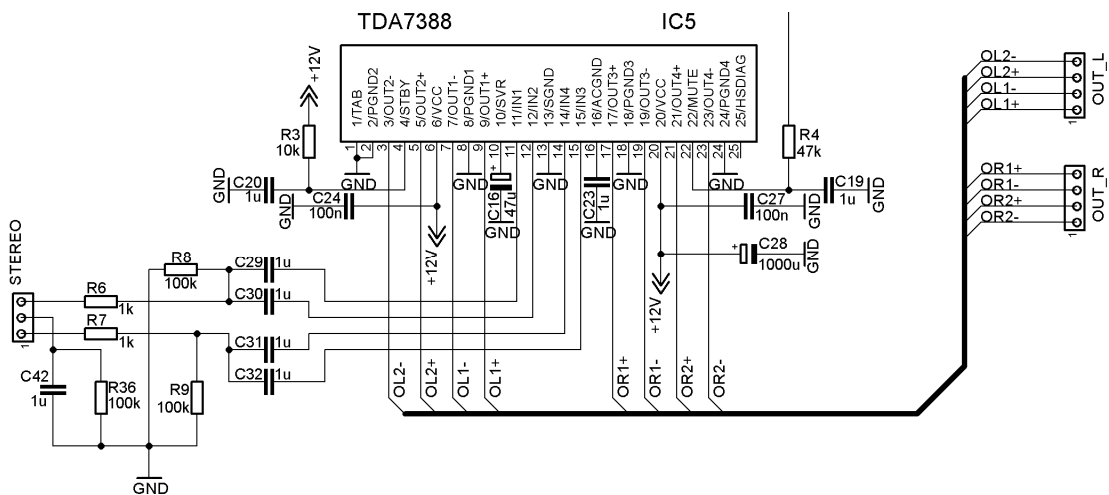 TDA7388
IC5
+12V
1/TAB
2/PGND2
3/OUT2-
4/STBY
5/OUT2+
6/VCC
7/OUT1-
8/PGND1
9/OUT1+
10/SVR
11/IN1
12/IN2
13/SGND
14/IN4
15/IN3
16/ACGND
17/OUT3+
18/PGND3
19/OUT3-
20/VCC
21/OUT4+
22/MUTE
23/OUT4-
24/PGND4
25/HSDIAG
1 2 3 4 5 6 7 8 9 10 11 12 13 14 15 16 17 18 19 20 21 22 23 24 25
R3
10k
R4
47k
GND
GND
GND
GND
GND
GND
C20
1u
GND
C24
100n
+
C16
47u
GND
C23
1u
GND
C27
100n
GND
C19
1u
GND
+
C28
1000u
GND
+12V
+12V
OL2-
OL2+
OL1-
OL1+
1
OUT_L
OR1+
OR1-
OR2+
OR2-
1
OUT_R
STEREO
1
R8
100k
C29
1u
R6
1k
C30
1u
R7
1k
C31
1u
C32
1u
C42
1u
R36
100k
R9
100k
GND
OL2-
OL2+
OL1-
OL1+
OR1+
OR1-
OR2+
OR2-